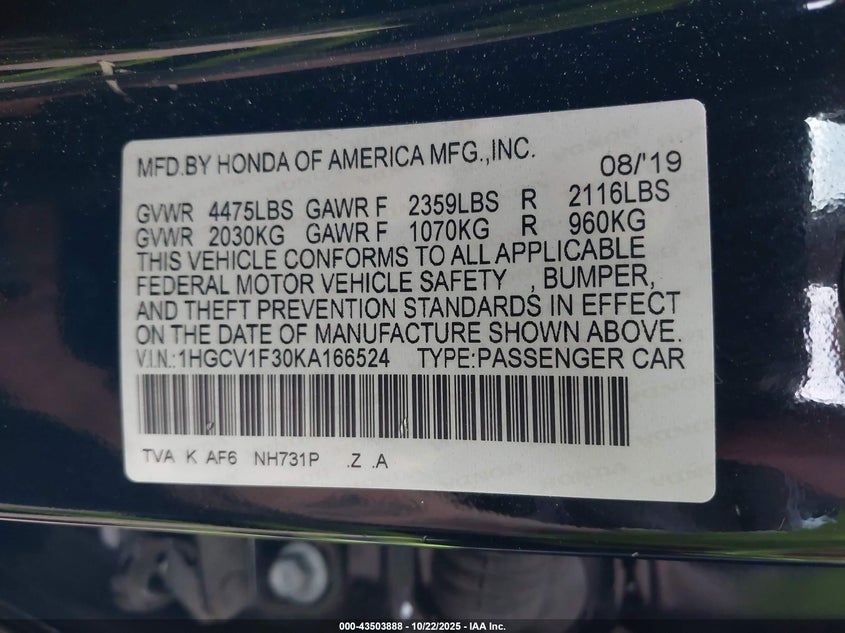 MFD.BY HONDA OF AMERICA MFG.,INC. 08/'19
GVWR 4475LBS GAWR F 2359LBS R 2116LBS
GVWR 2030KG GAWR F 1070KG R 960KG
THIS VEHICLE CONFORMS TO ALL APPLICABLE
FEDERAL MOTOR VEHICLE SAFETY , BUMPER,
AND THEFT PREVENTION STANDARDS IN EFFECT
ON THE DATE OF MANUFACTURE SHOWN ABOVE.
V.I.N.:1HGCV1F30KA166524 TYPE:PASSENGER CAR
TVA K AF6 NH731P .Z .A
000-43503888 - 10/22/2025 - IAA Inc.